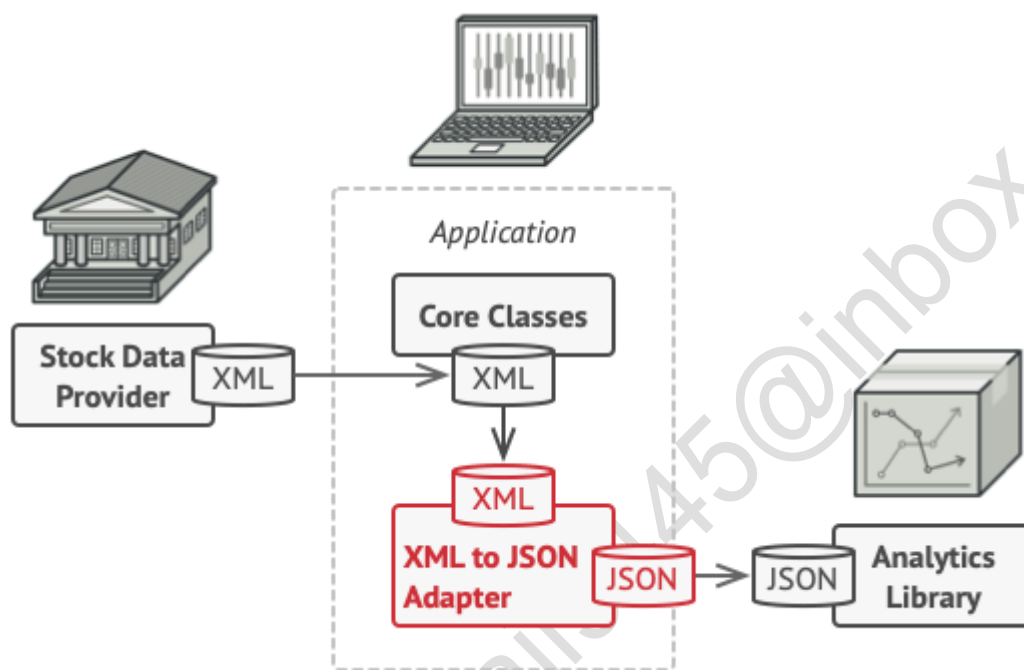 Application
Core Classes
Stock Data
Provider
XML
XML
XML
XML to JSON
Adapter
JSON
JSON
Analytics
Library